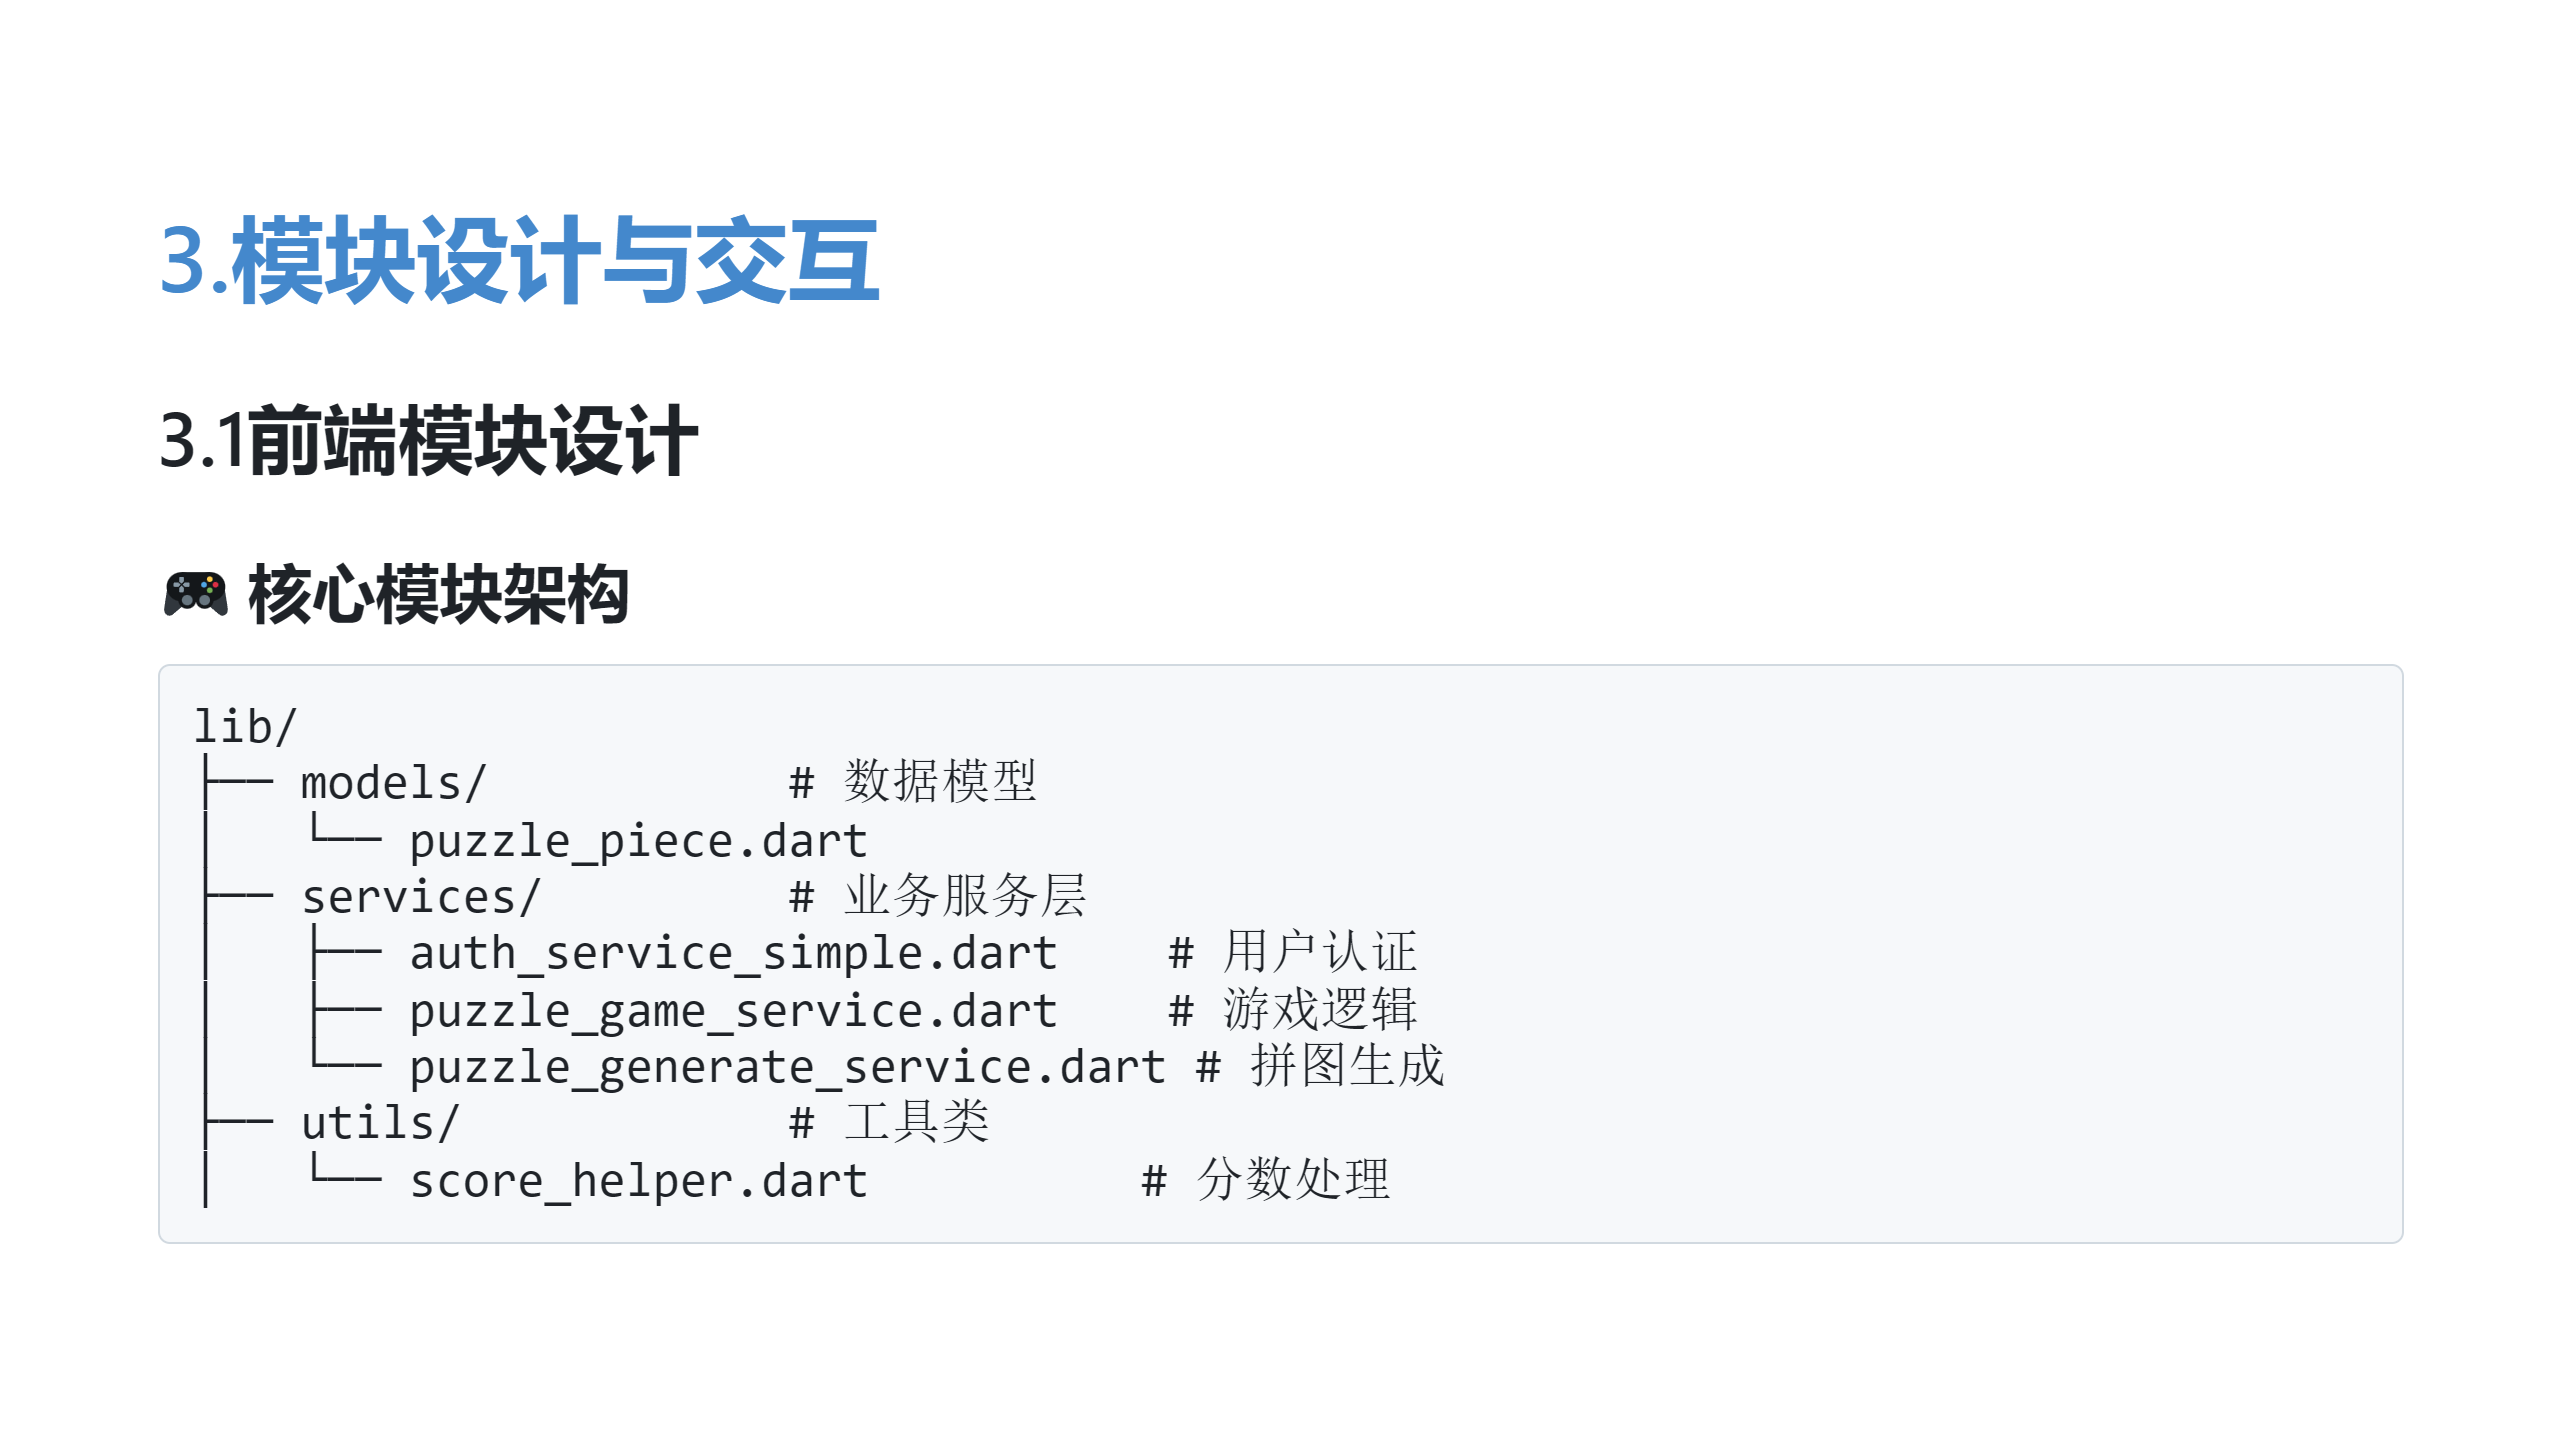 3.模块设计与交互
3.1前端模块设计
🎮 核心模块架构
lib/
├── models/           # 数据模型
│   └── puzzle_piece.dart
├── services/         # 业务服务层
│   ├── auth_service_simple.dart    # 用户认证
│   ├── puzzle_game_service.dart    # 游戏逻辑
│   └── puzzle_generate_service.dart # 拼图生成
├── utils/            # 工具类
│   └── score_helper.dart          # 分数处理